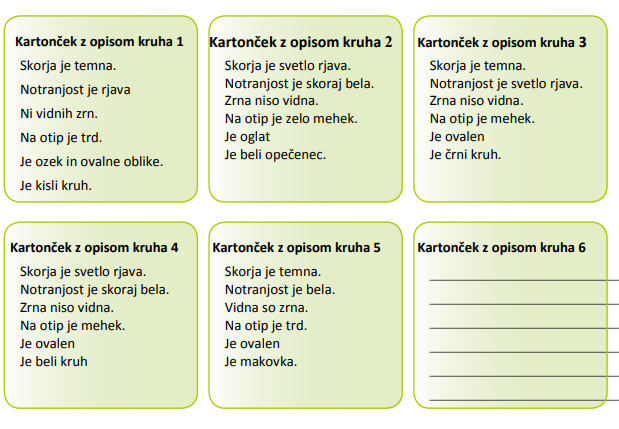 Kartonček z opisom kruha 1
Skorja je temna.
Notranjost je rjava
Ni vidnih zrn.
Na otip je trd.
Je ozek in ovalne oblike.
Je kisli kruh.
Kartonček z opisom kruha 2
Skorja je svetlo rjava.
Notranjost je skoraj bela.
Zrna niso vidna.
Na otip je zelo mehek.
Je oglat
Je beli opečenec.
Kartonček z opisom kruha 3
Skorja je temna.
Notranjost je svetlo rjava.
Zrna niso vidna.
Na otip je mehek.
Je ovalen
Je črni kruh.
Kartonček z opisom kruha 4
Skorja je svetlo rjava.
Notranjost je skoraj bela.
Zrna niso vidna.
Na otip je mehek.
Je ovalen
Je beli kruh
Kartonček z opisom kruha 5
Skorja je temna.
Notranjost je bela.
Vidna so zrna.
Na otip je trd.
Je ovalen
Je makovka.
Kartonček z opisom kruha 6